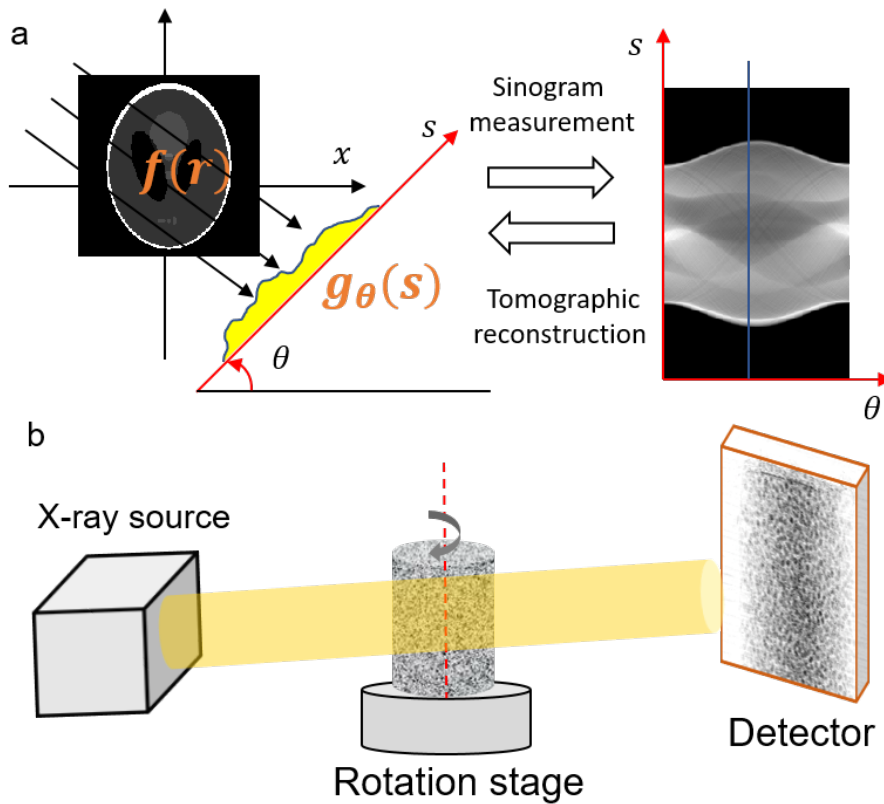 a
s
Sinogram
measurement
x
s
f(r)
g_θ(s)
Tomographic
reconstruction
θ
θ
b
X-ray source
Detector
Rotation stage